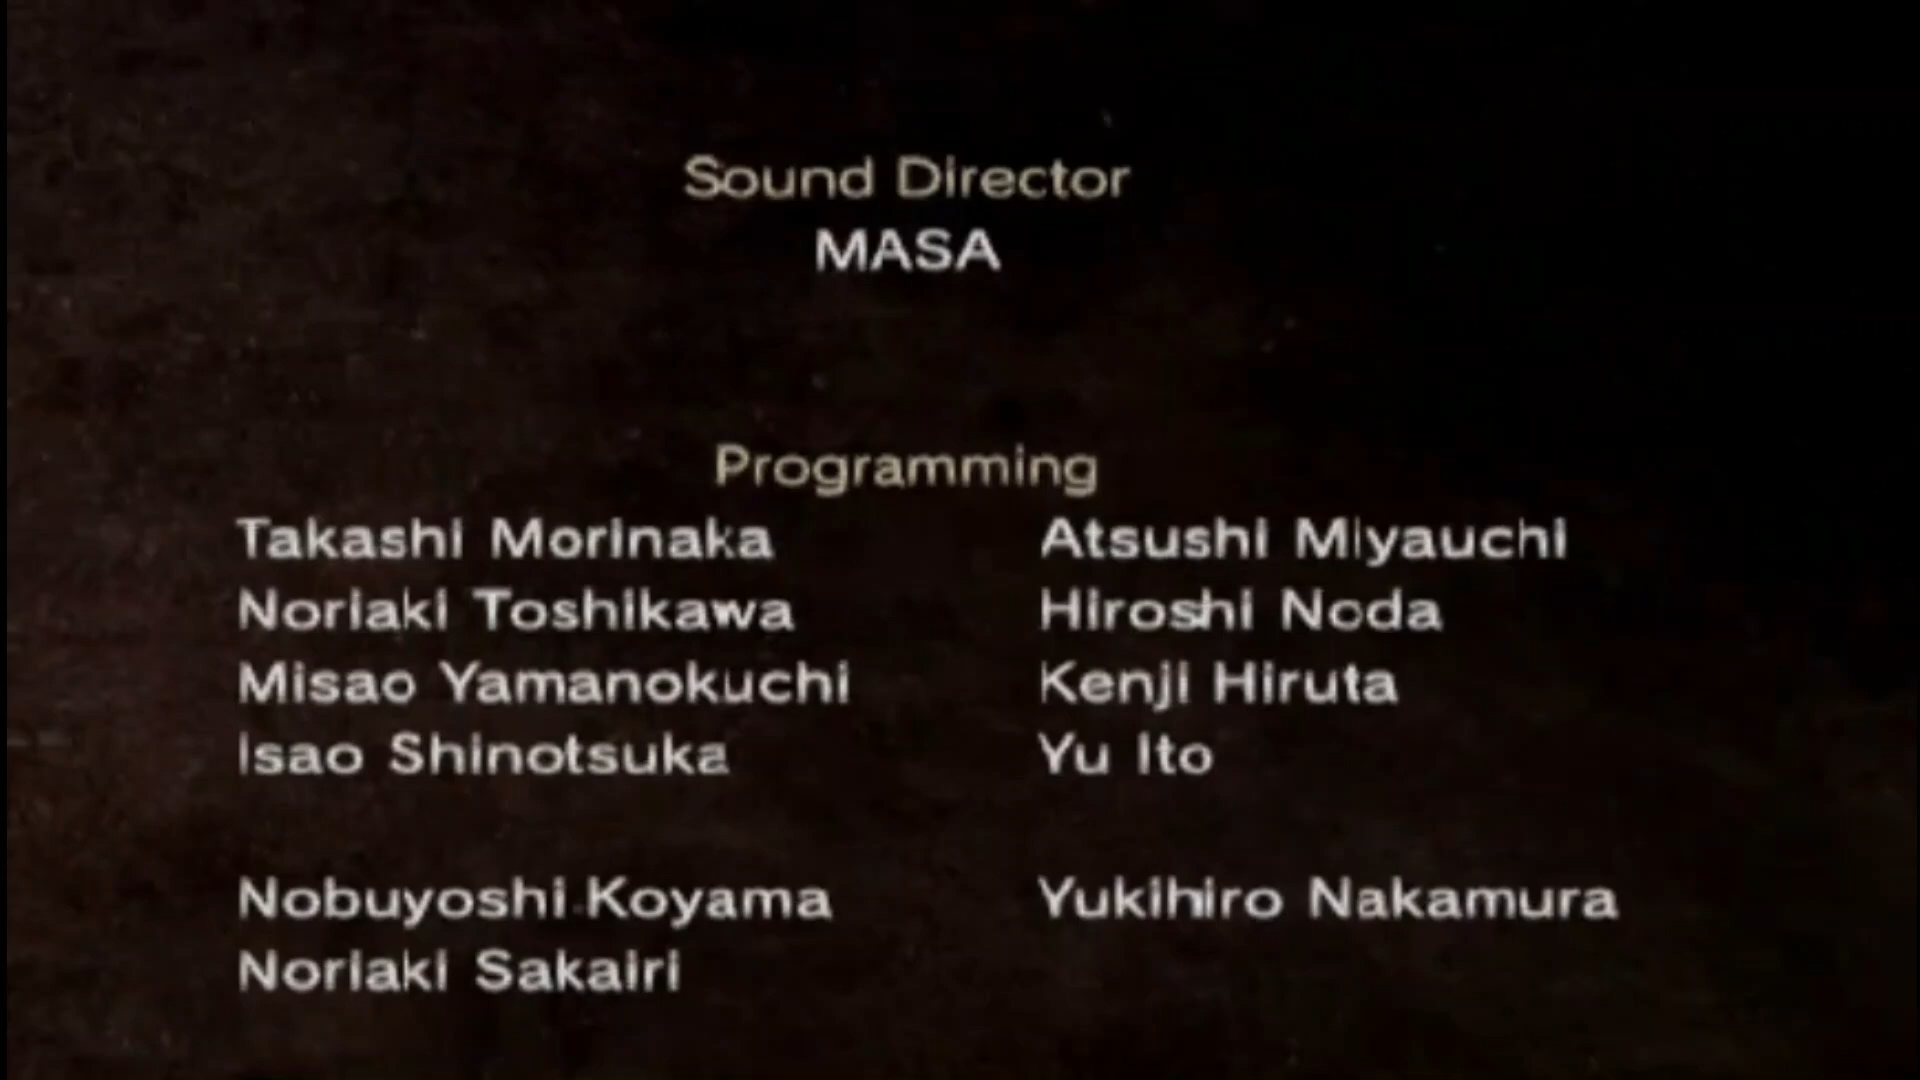 Sound Director
MASA
Programming
Takashi Morinaka Atsushi Miyauchi
Noriaki Toshikawa Hiroshi Noda
Misao Yamanokuchi Kenji Hiruta
Isao Shinotsuka Yu Ito
Nobuyoshi Koyama Yukihiro Nakamura
Noriaki Sakairi